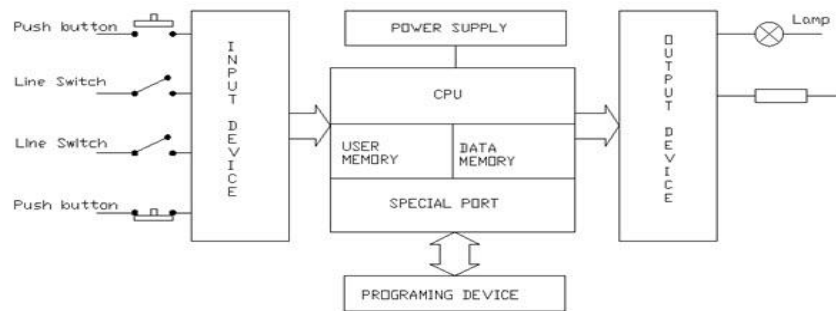 Push button
Line Switch
Line Switch
Push button
INPUT DEVICE
POWER SUPPLY
CPU
USER
MEMORY
DATA
MEMORY
SPECIAL PORT
PROGRAMING DEVICE
OUTPUT DEVICE
Lamp